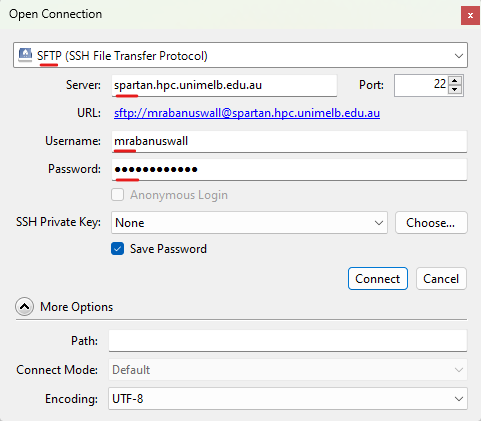 Open Connection
SFTP (SSH File Transfer Protocol)
Server: spartan.hpc.unimelb.edu.au Port: 22
URL: sftp://mrabanuswall@spartan.hpc.unimelb.edu.au
Username: mrabanuswall
Password: ●●●●●●●●●●●●
Anonymous Login
SSH Private Key: None Choose...
Save Password
Connect Cancel
More Options
Path:
Connect Mode: Default
Encoding: UTF-8